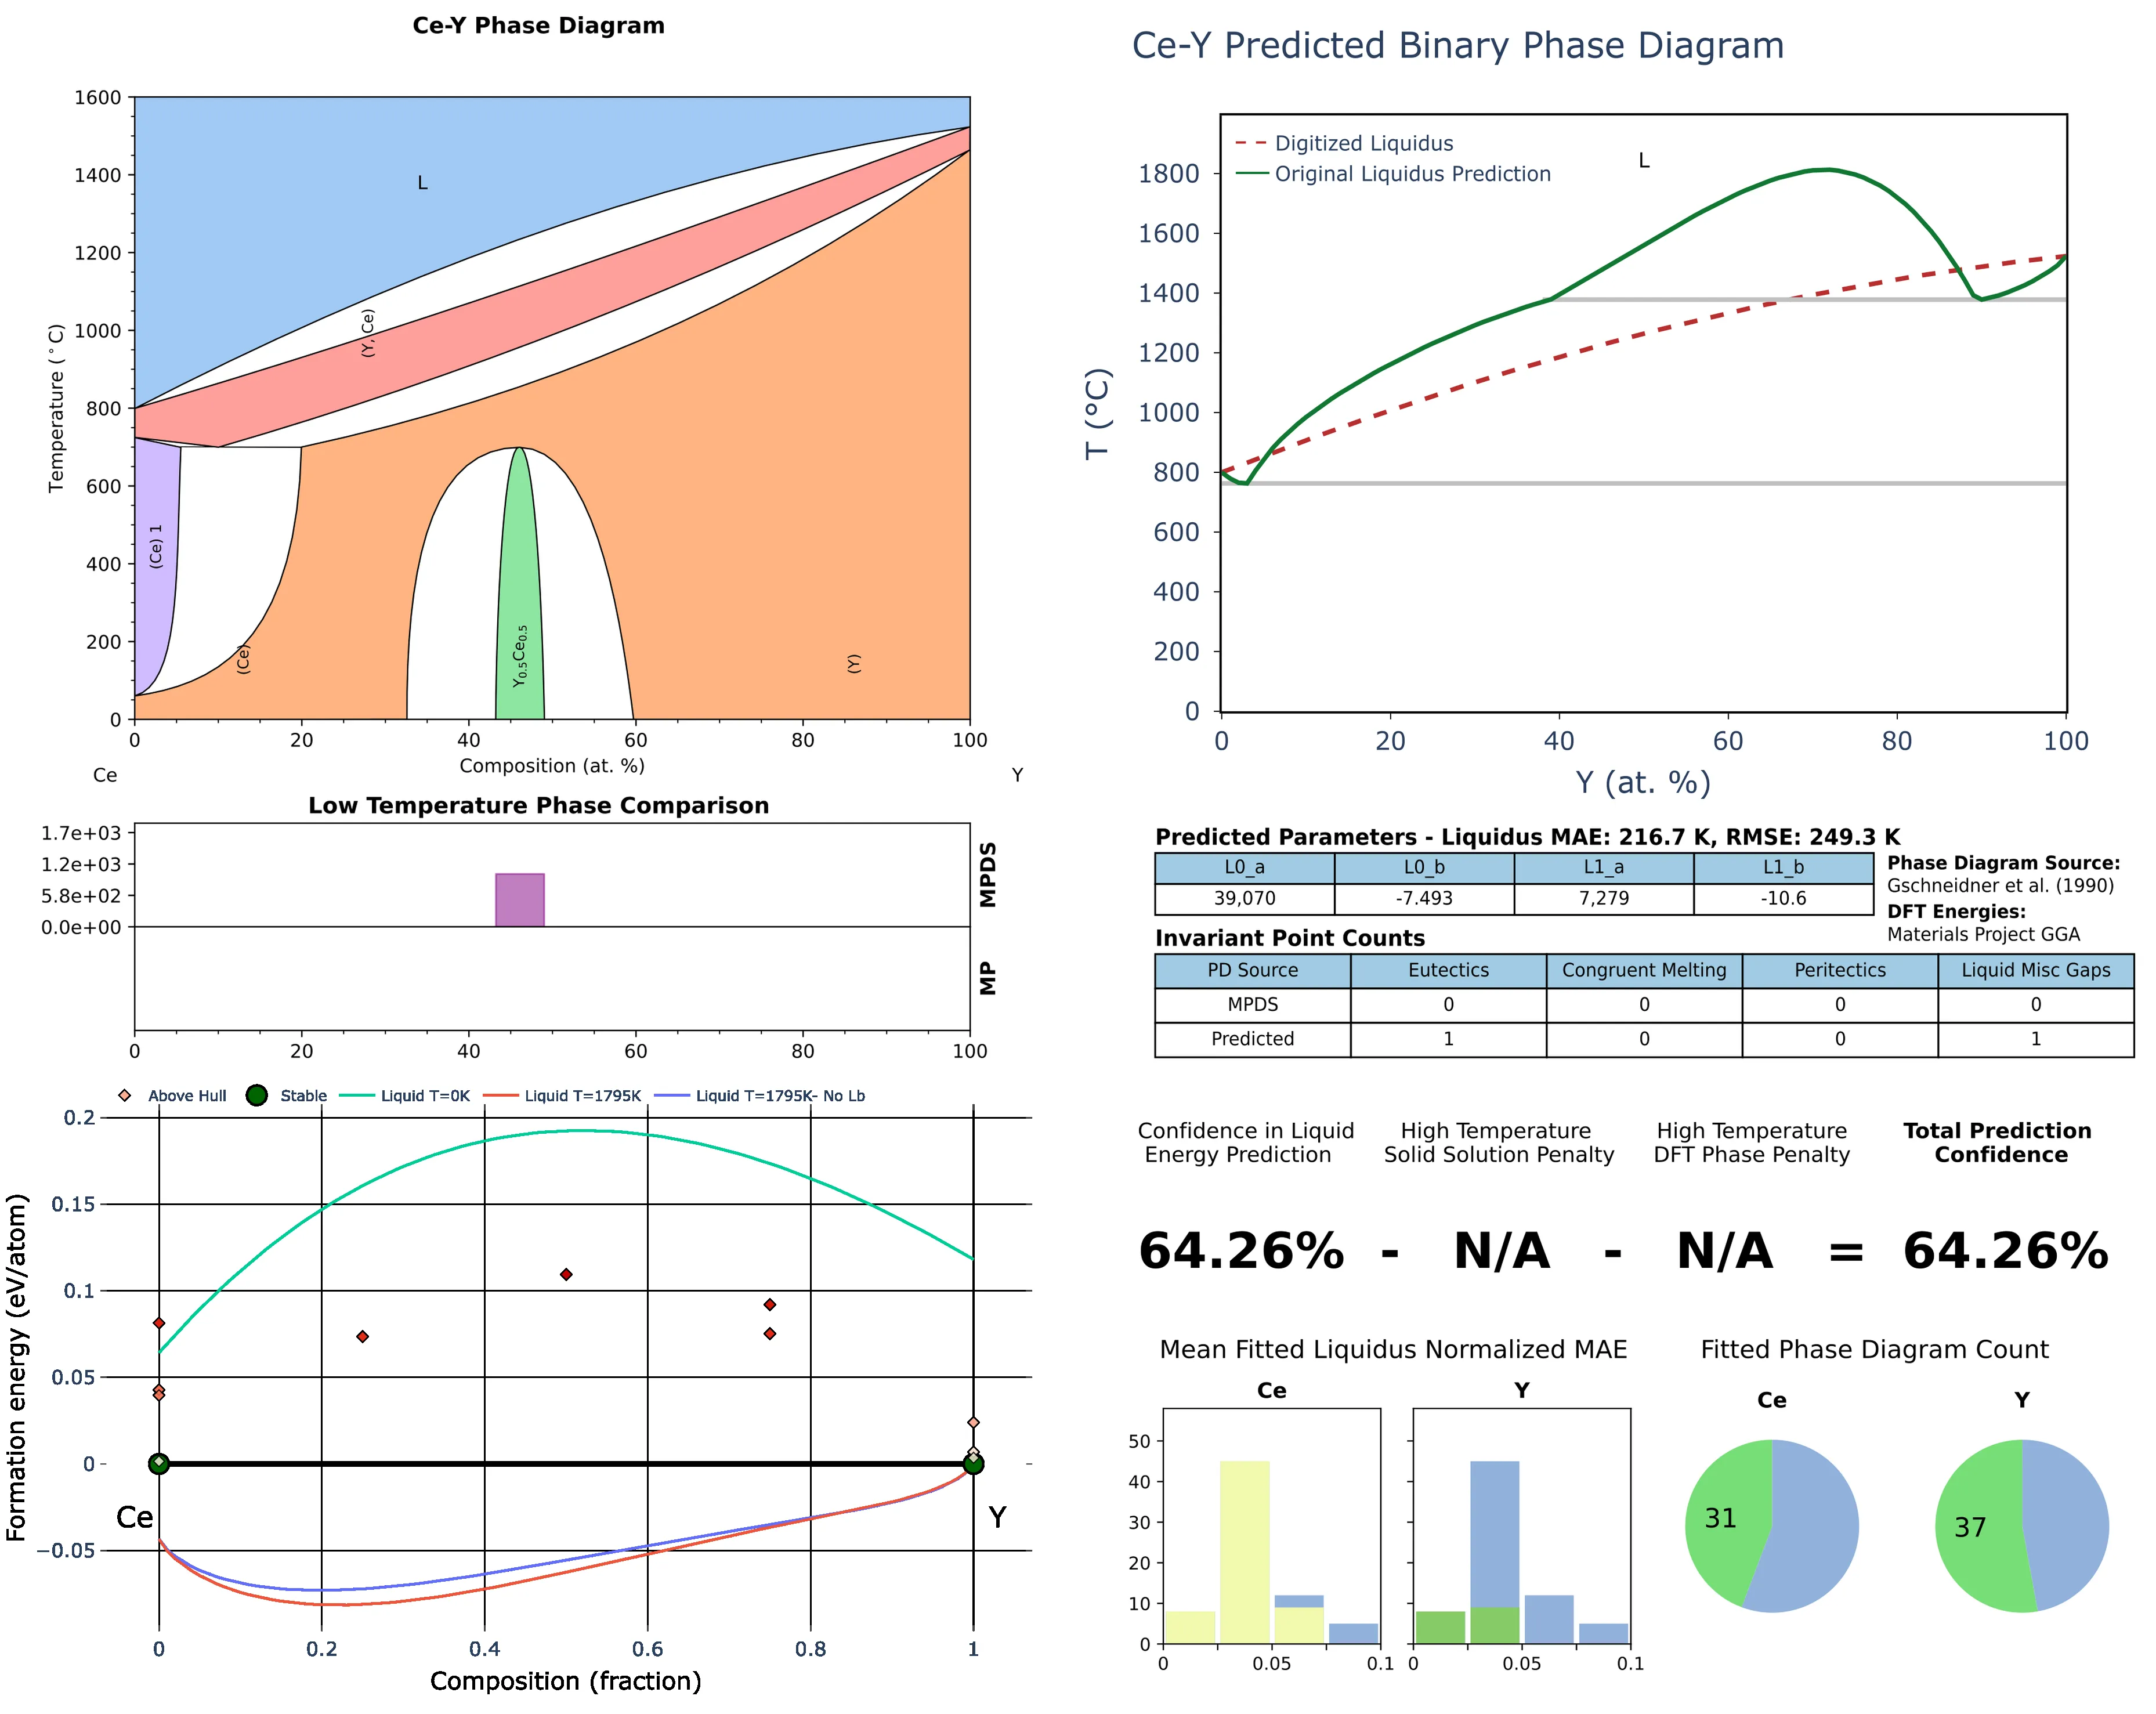 Ce-Y Phase Diagram
1600
1400
1200
1000
800
600
400
200
0
Temperature (°C)
L
(Y, Ce)
(Ce) 1
(Ce)
Y0.5Ce0.5
(Y)
0 20 40 60 80 100
Composition (at. %)
Ce Y
Low Temperature Phase Comparison
1.7e+03
1.2e+03
5.8e+02
0.0e+00
MPDS
MP
0 20 40 60 80 100
Above Hull Stable Liquid T=0K Liquid T=1795K Liquid T=1795K- No Lb
0.2
0.15
0.1
0.05
0
−0.05
Formation energy (eV/atom)
Ce Y
0 0.2 0.4 0.6 0.8 1
Composition (fraction)
Ce-Y Predicted Binary Phase Diagram
Digitized Liquidus
Original Liquidus Prediction
L
1800
1600
1400
1200
1000
800
600
400
200
0
T (°C)
0 20 40 60 80 100
Y (at. %)
Predicted Parameters - Liquidus MAE: 216.7 K, RMSE: 249.3 K
L0_a L0_b L1_a L1_b
39,070 -7.493 7,279 -10.6
Phase Diagram Source:
Gschneidner et al. (1990)
DFT Energies:
Materials Project GGA
Invariant Point Counts
PD Source Eutectics Congruent Melting Peritectics Liquid Misc Gaps
MPDS 0 0 0 0
Predicted 1 0 0 1
Confidence in Liquid
Energy Prediction
High Temperature
Solid Solution Penalty
High Temperature
DFT Phase Penalty
Total Prediction
Confidence
64.26% - N/A - N/A = 64.26%
Mean Fitted Liquidus Normalized MAE
Ce
Y
50
40
30
20
10
0
0 0.05 0.1
0 0.05 0.1
Fitted Phase Diagram Count
Ce
Y
31
37